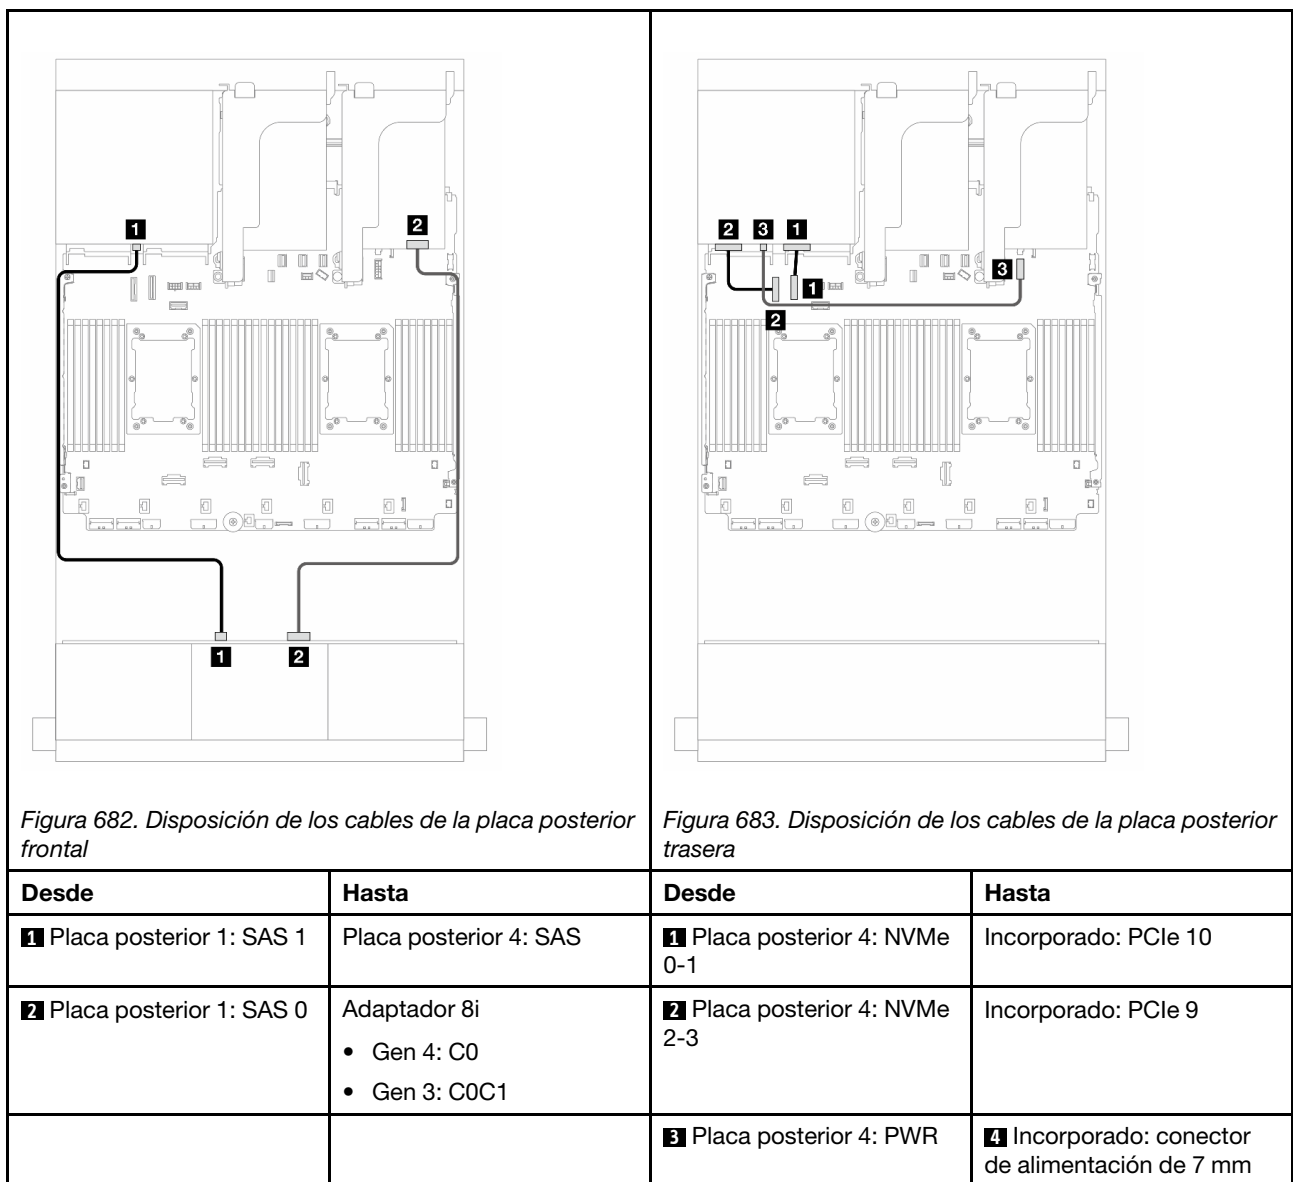 1
2
1
2
Figura 682. Disposición de los cables de la placa posterior
frontal
2
3
1
3
1
2
Figura 683. Disposición de los cables de la placa posterior
trasera
Desde
Hasta
Desde
Hasta
1 Placa posterior 1: SAS 1
Placa posterior 4: SAS
1 Placa posterior 4: NVMe
0-1
Incorporado: PCIe 10
2 Placa posterior 1: SAS 0
Adaptador 8i
• Gen 4: C0
• Gen 3: C0C1
2 Placa posterior 4: NVMe
2-3
Incorporado: PCIe 9
3 Placa posterior 4: PWR
4 Incorporado: conector
de alimentación de 7 mm